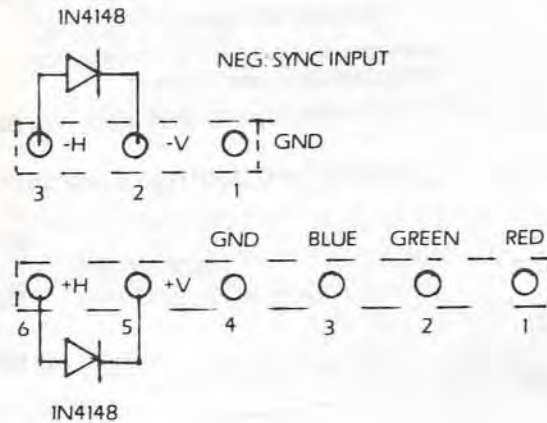 1N4148
NEG: SYNC INPUT
-H -V GND
3 2 1
GND BLUE GREEN RED
+H +V
6 5 4 3 2 1
1N4148